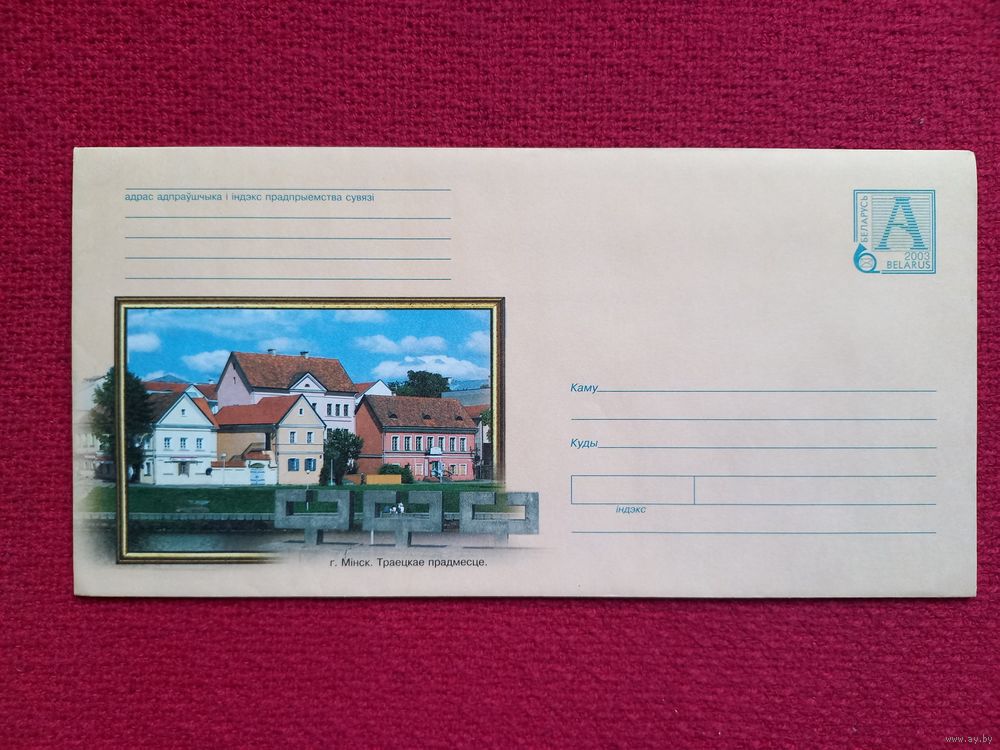 адрас адпраўшчыка і індэкс прадпрыемства сувязі
БЕЛАРУСЬ
А
2003
BELARUS
Каму
Куды
індэкс
г. Мінск. Траецкае прадмесце.
www.ay.by